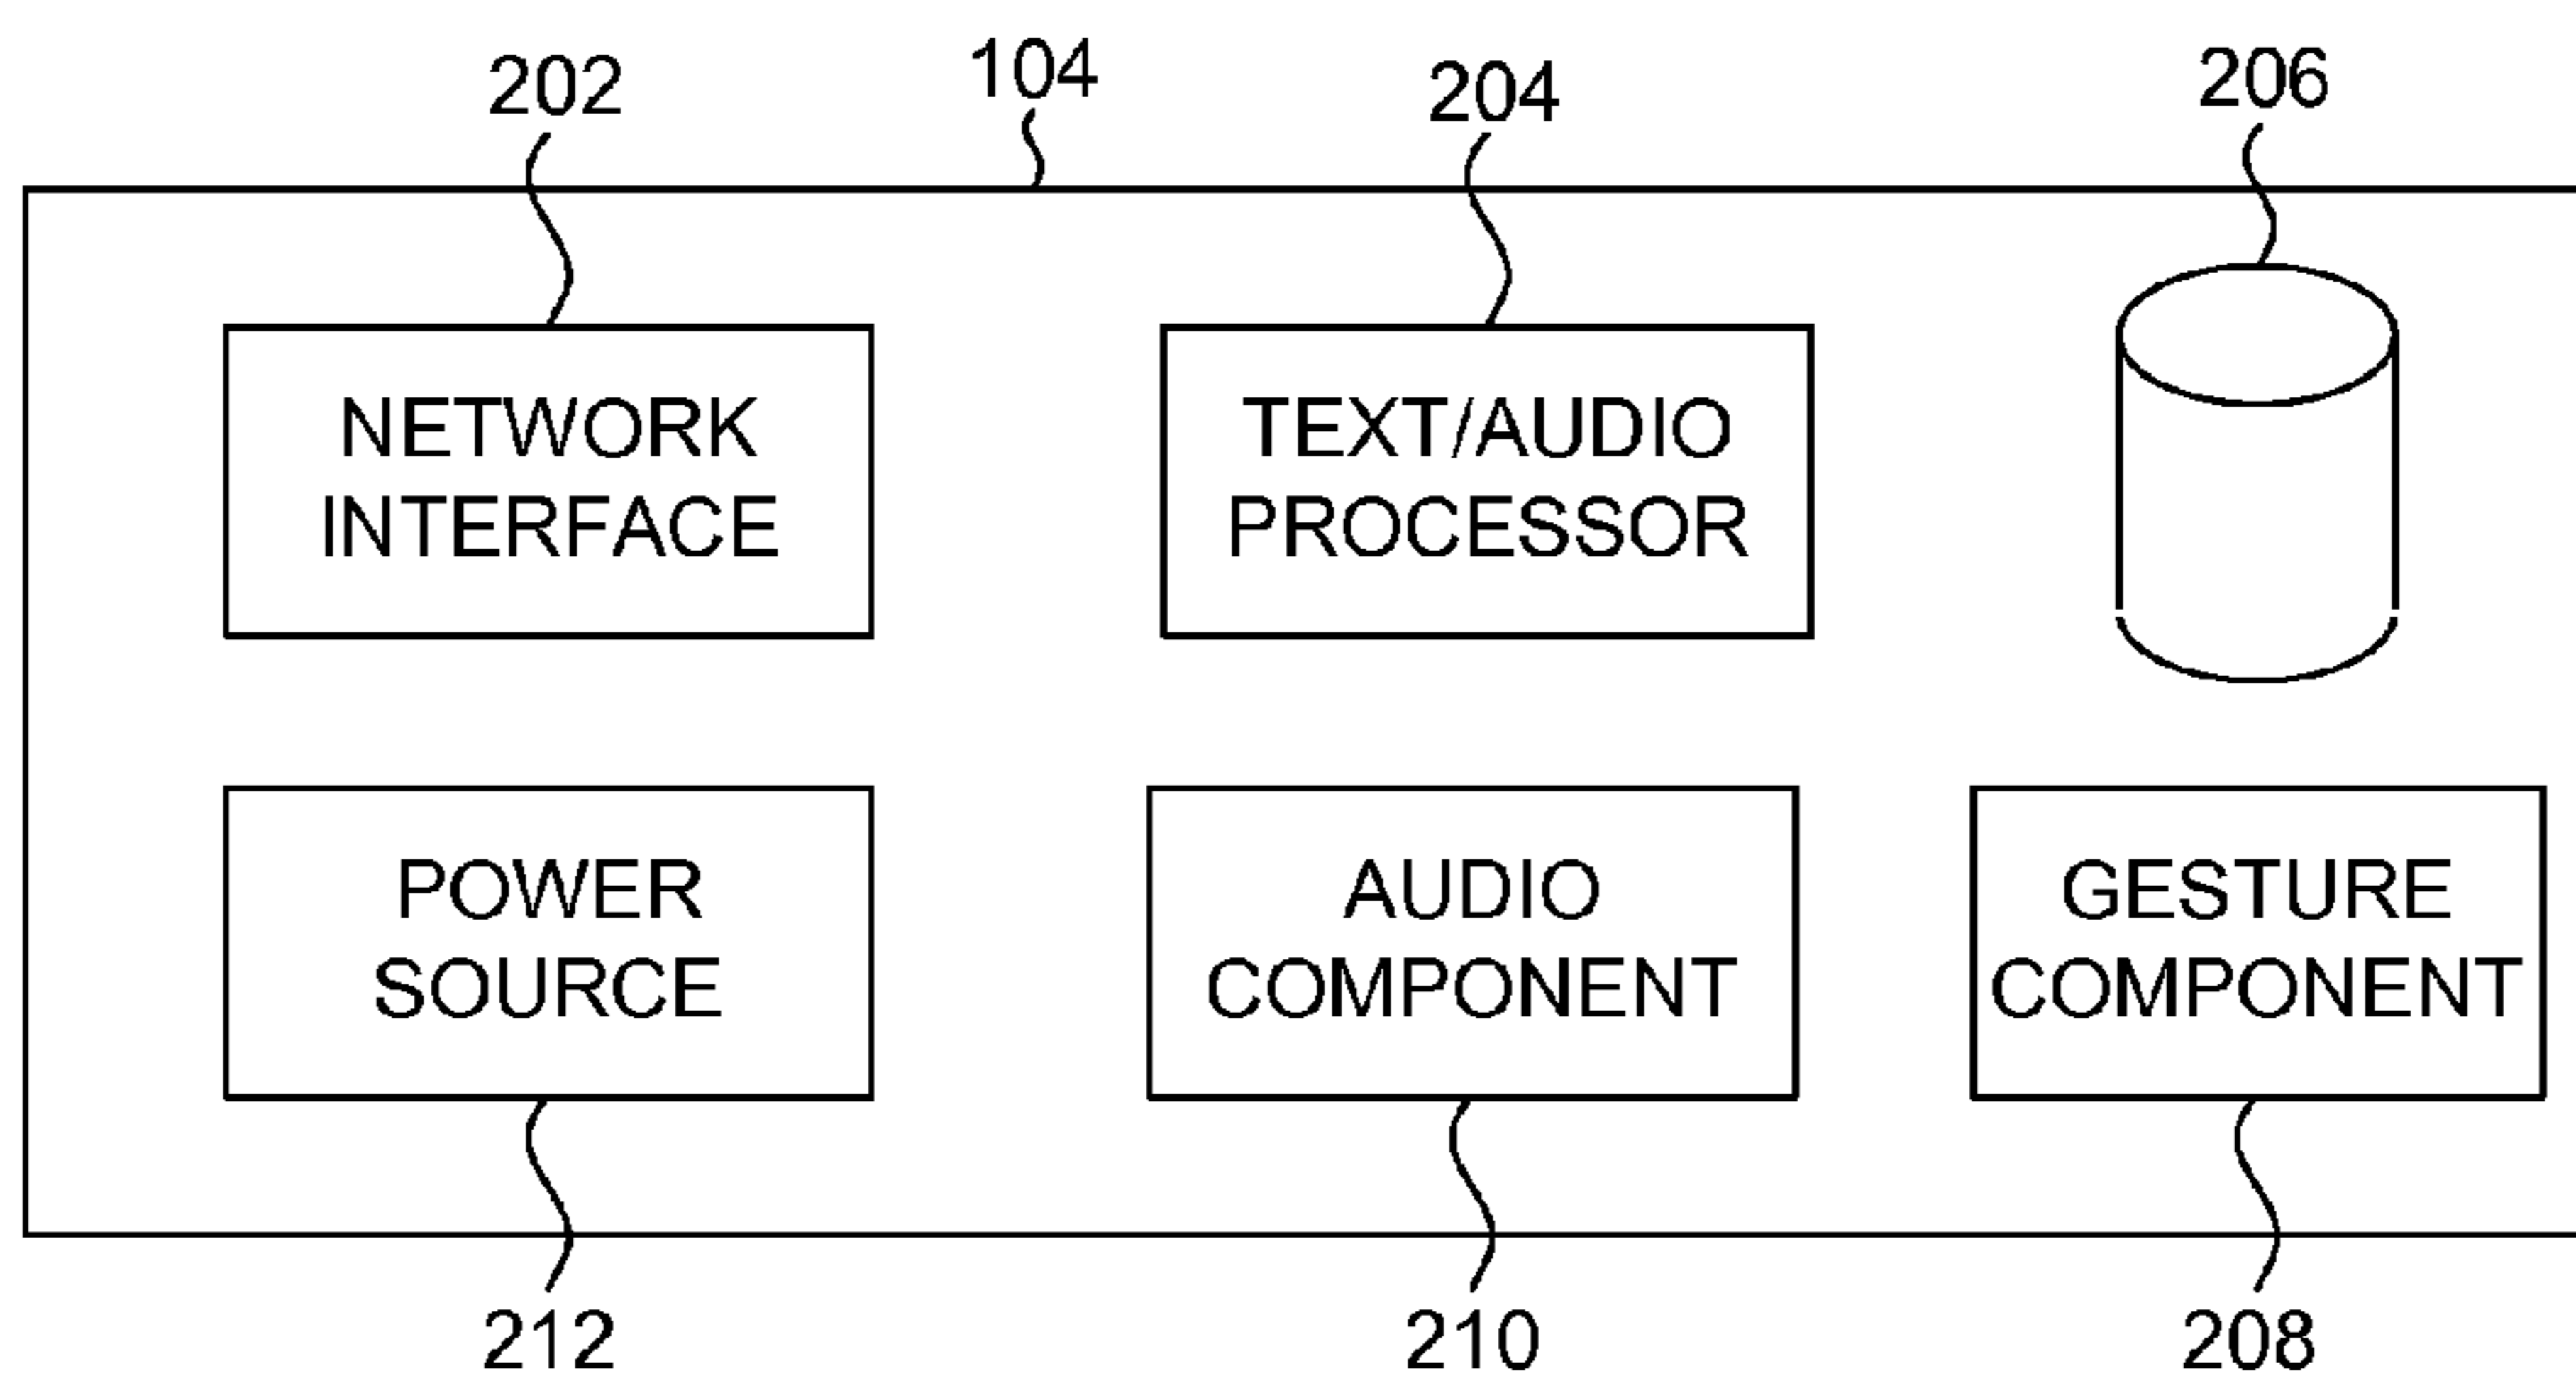 202
104
204
206
NETWORK
INTERFACE
TEXT/AUDIO
PROCESSOR
POWER
SOURCE
AUDIO
COMPONENT
GESTURE
COMPONENT
212
210
208